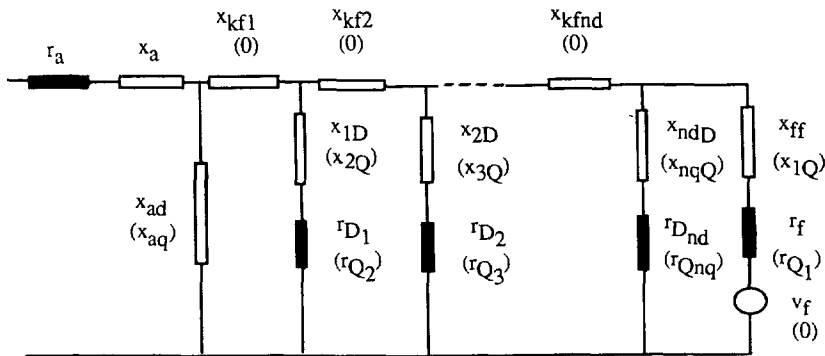 x_kf1 x_kf2 x_kfnd
(0) (0) (0)
r_a x_a
x_1D x_2D x_ndD x_ff
(x_2Q) (x_3Q) (x_nqQ) (x_1Q)
x_ad
(x_aq)
r_D1 r_D2 r_Dnd r_f
(r_Q2) (r_Q3) (r_Qnq) (r_Q1)
v_f
(0)